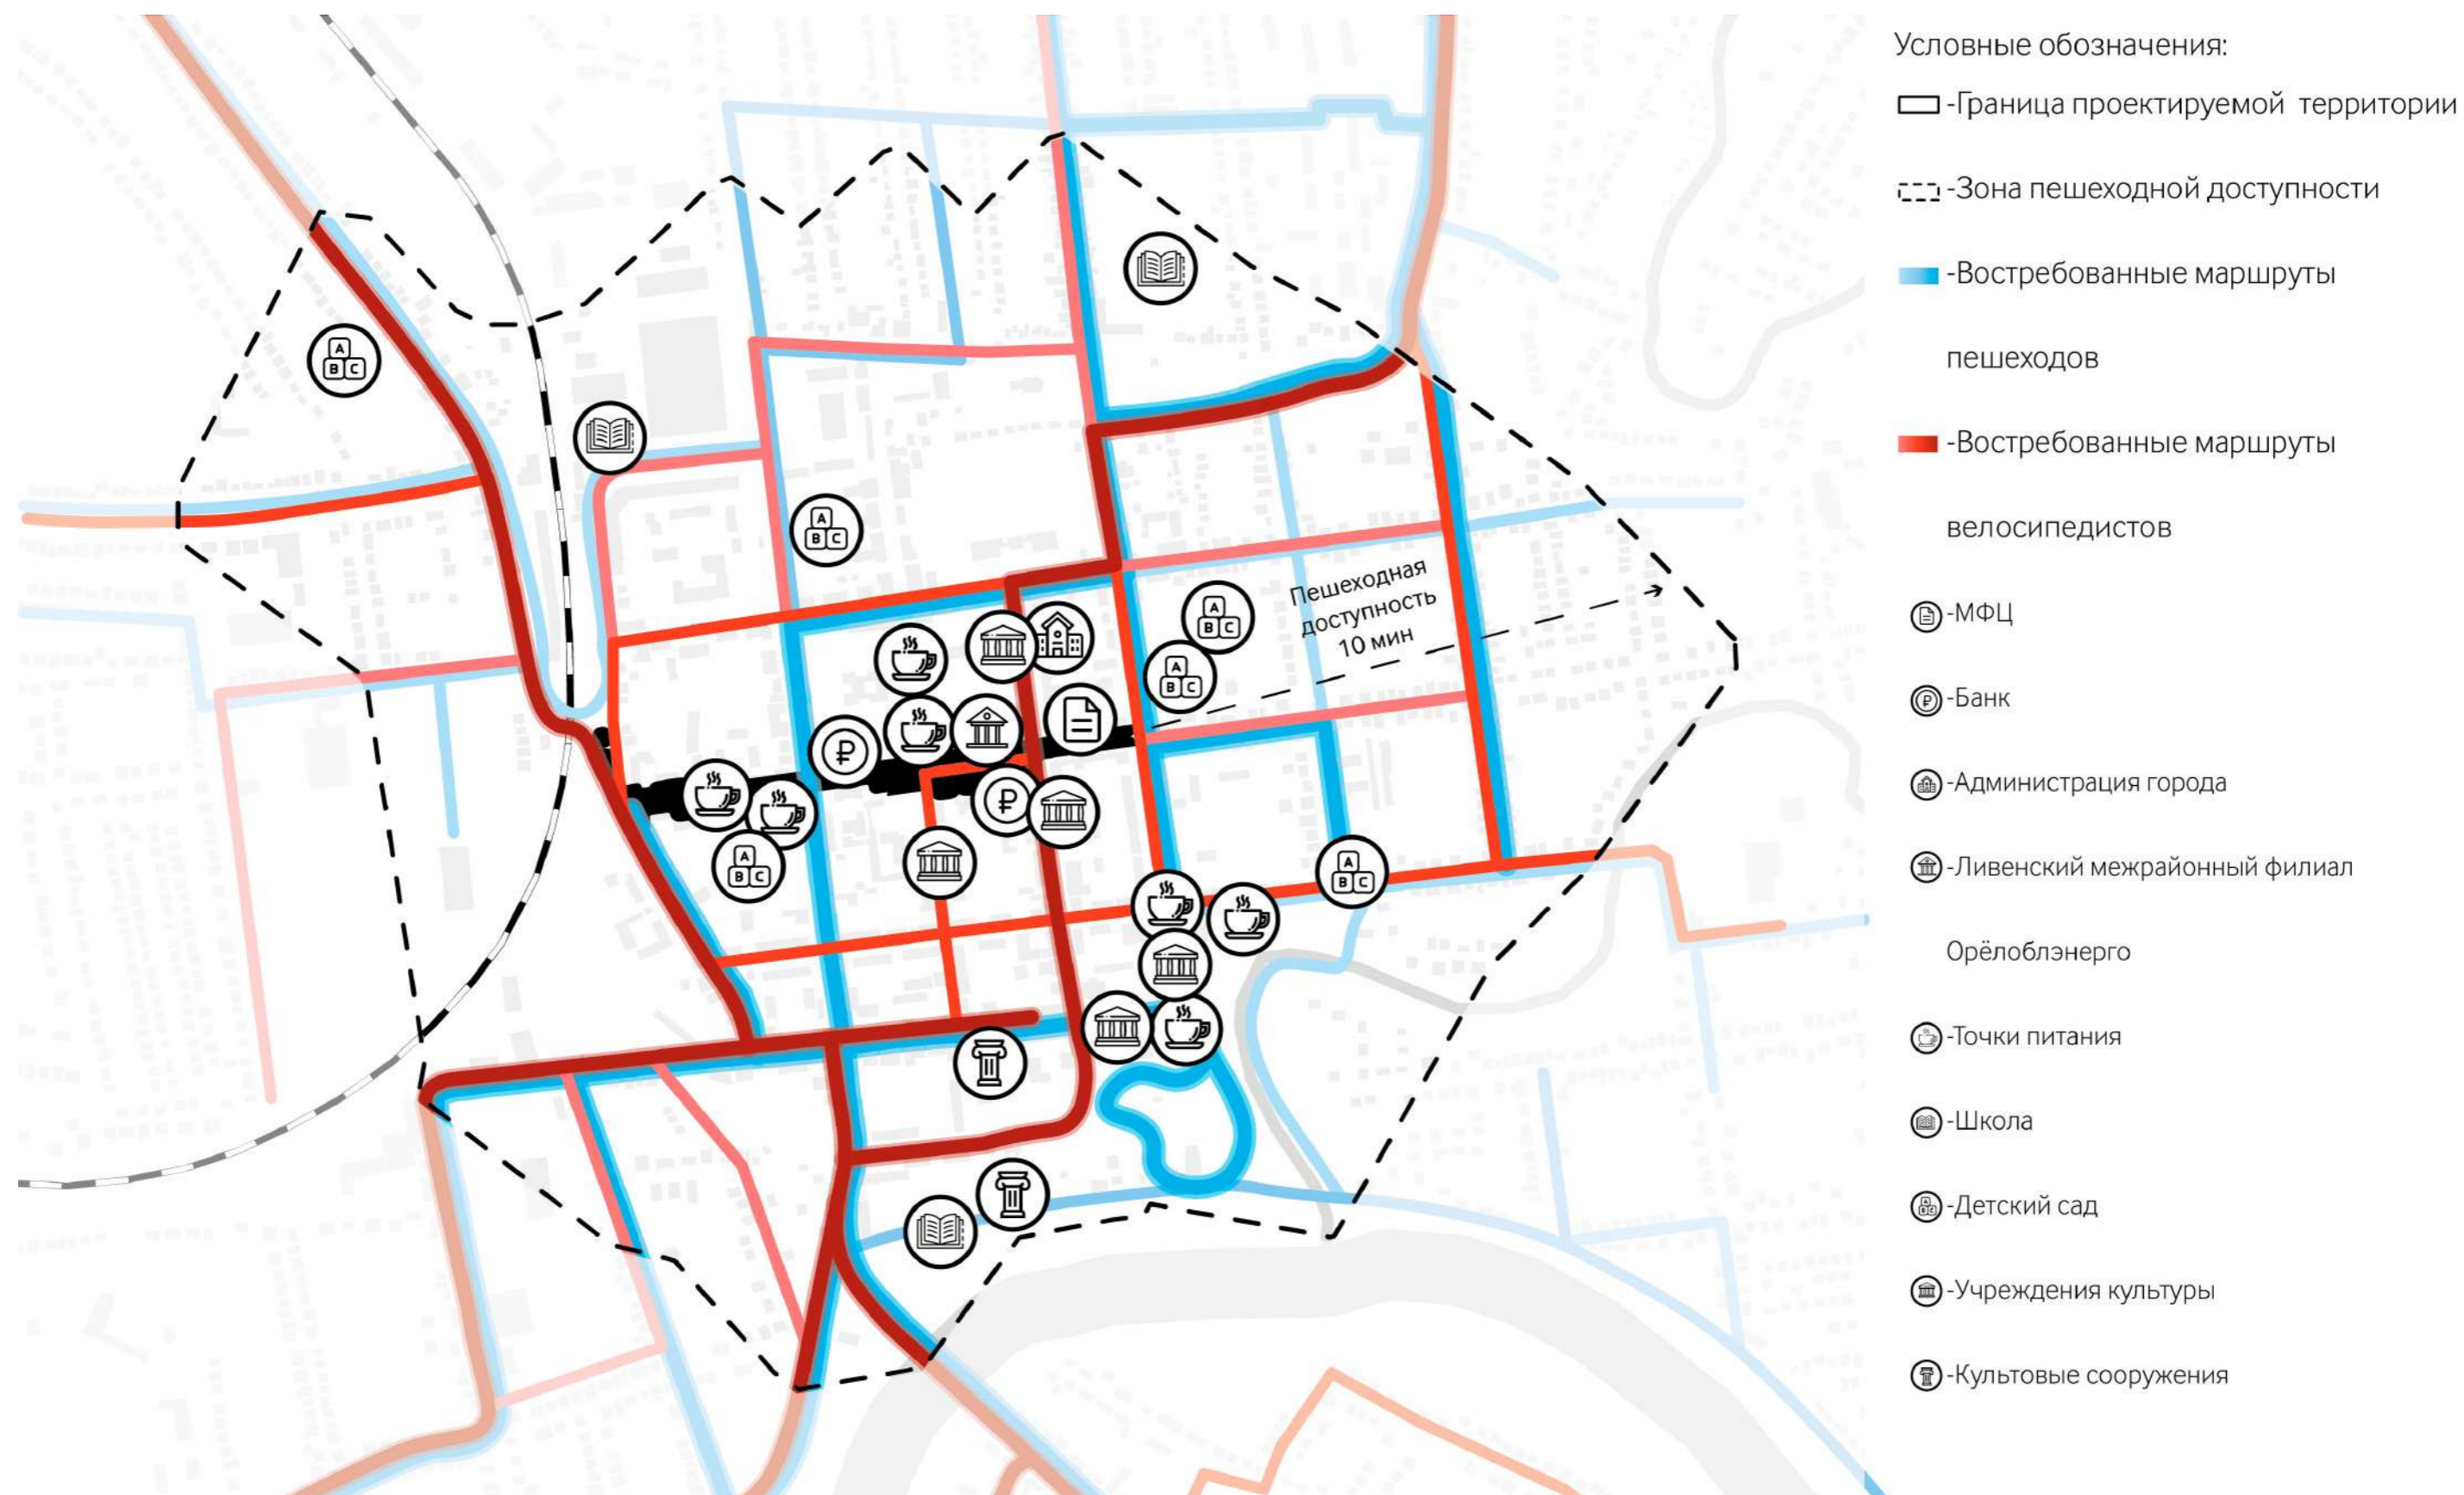 Условные обозначения:
-Граница проектируемой территории
-Зона пешеходной доступности
-Востребованные маршруты
пешеходов
-Востребованные маршруты
велосипедистов
-МФЦ
-Банк
-Администрация города
-Ливенский межрайонный филиал
Орёлоблэнерго
-Точки питания
-Школа
-Детский сад
-Учреждения культуры
-Культовые сооружения
Пешеходная
доступность
10 мин
A
B C
A
B C
A
B C
A
B C
A
B C
A
B C